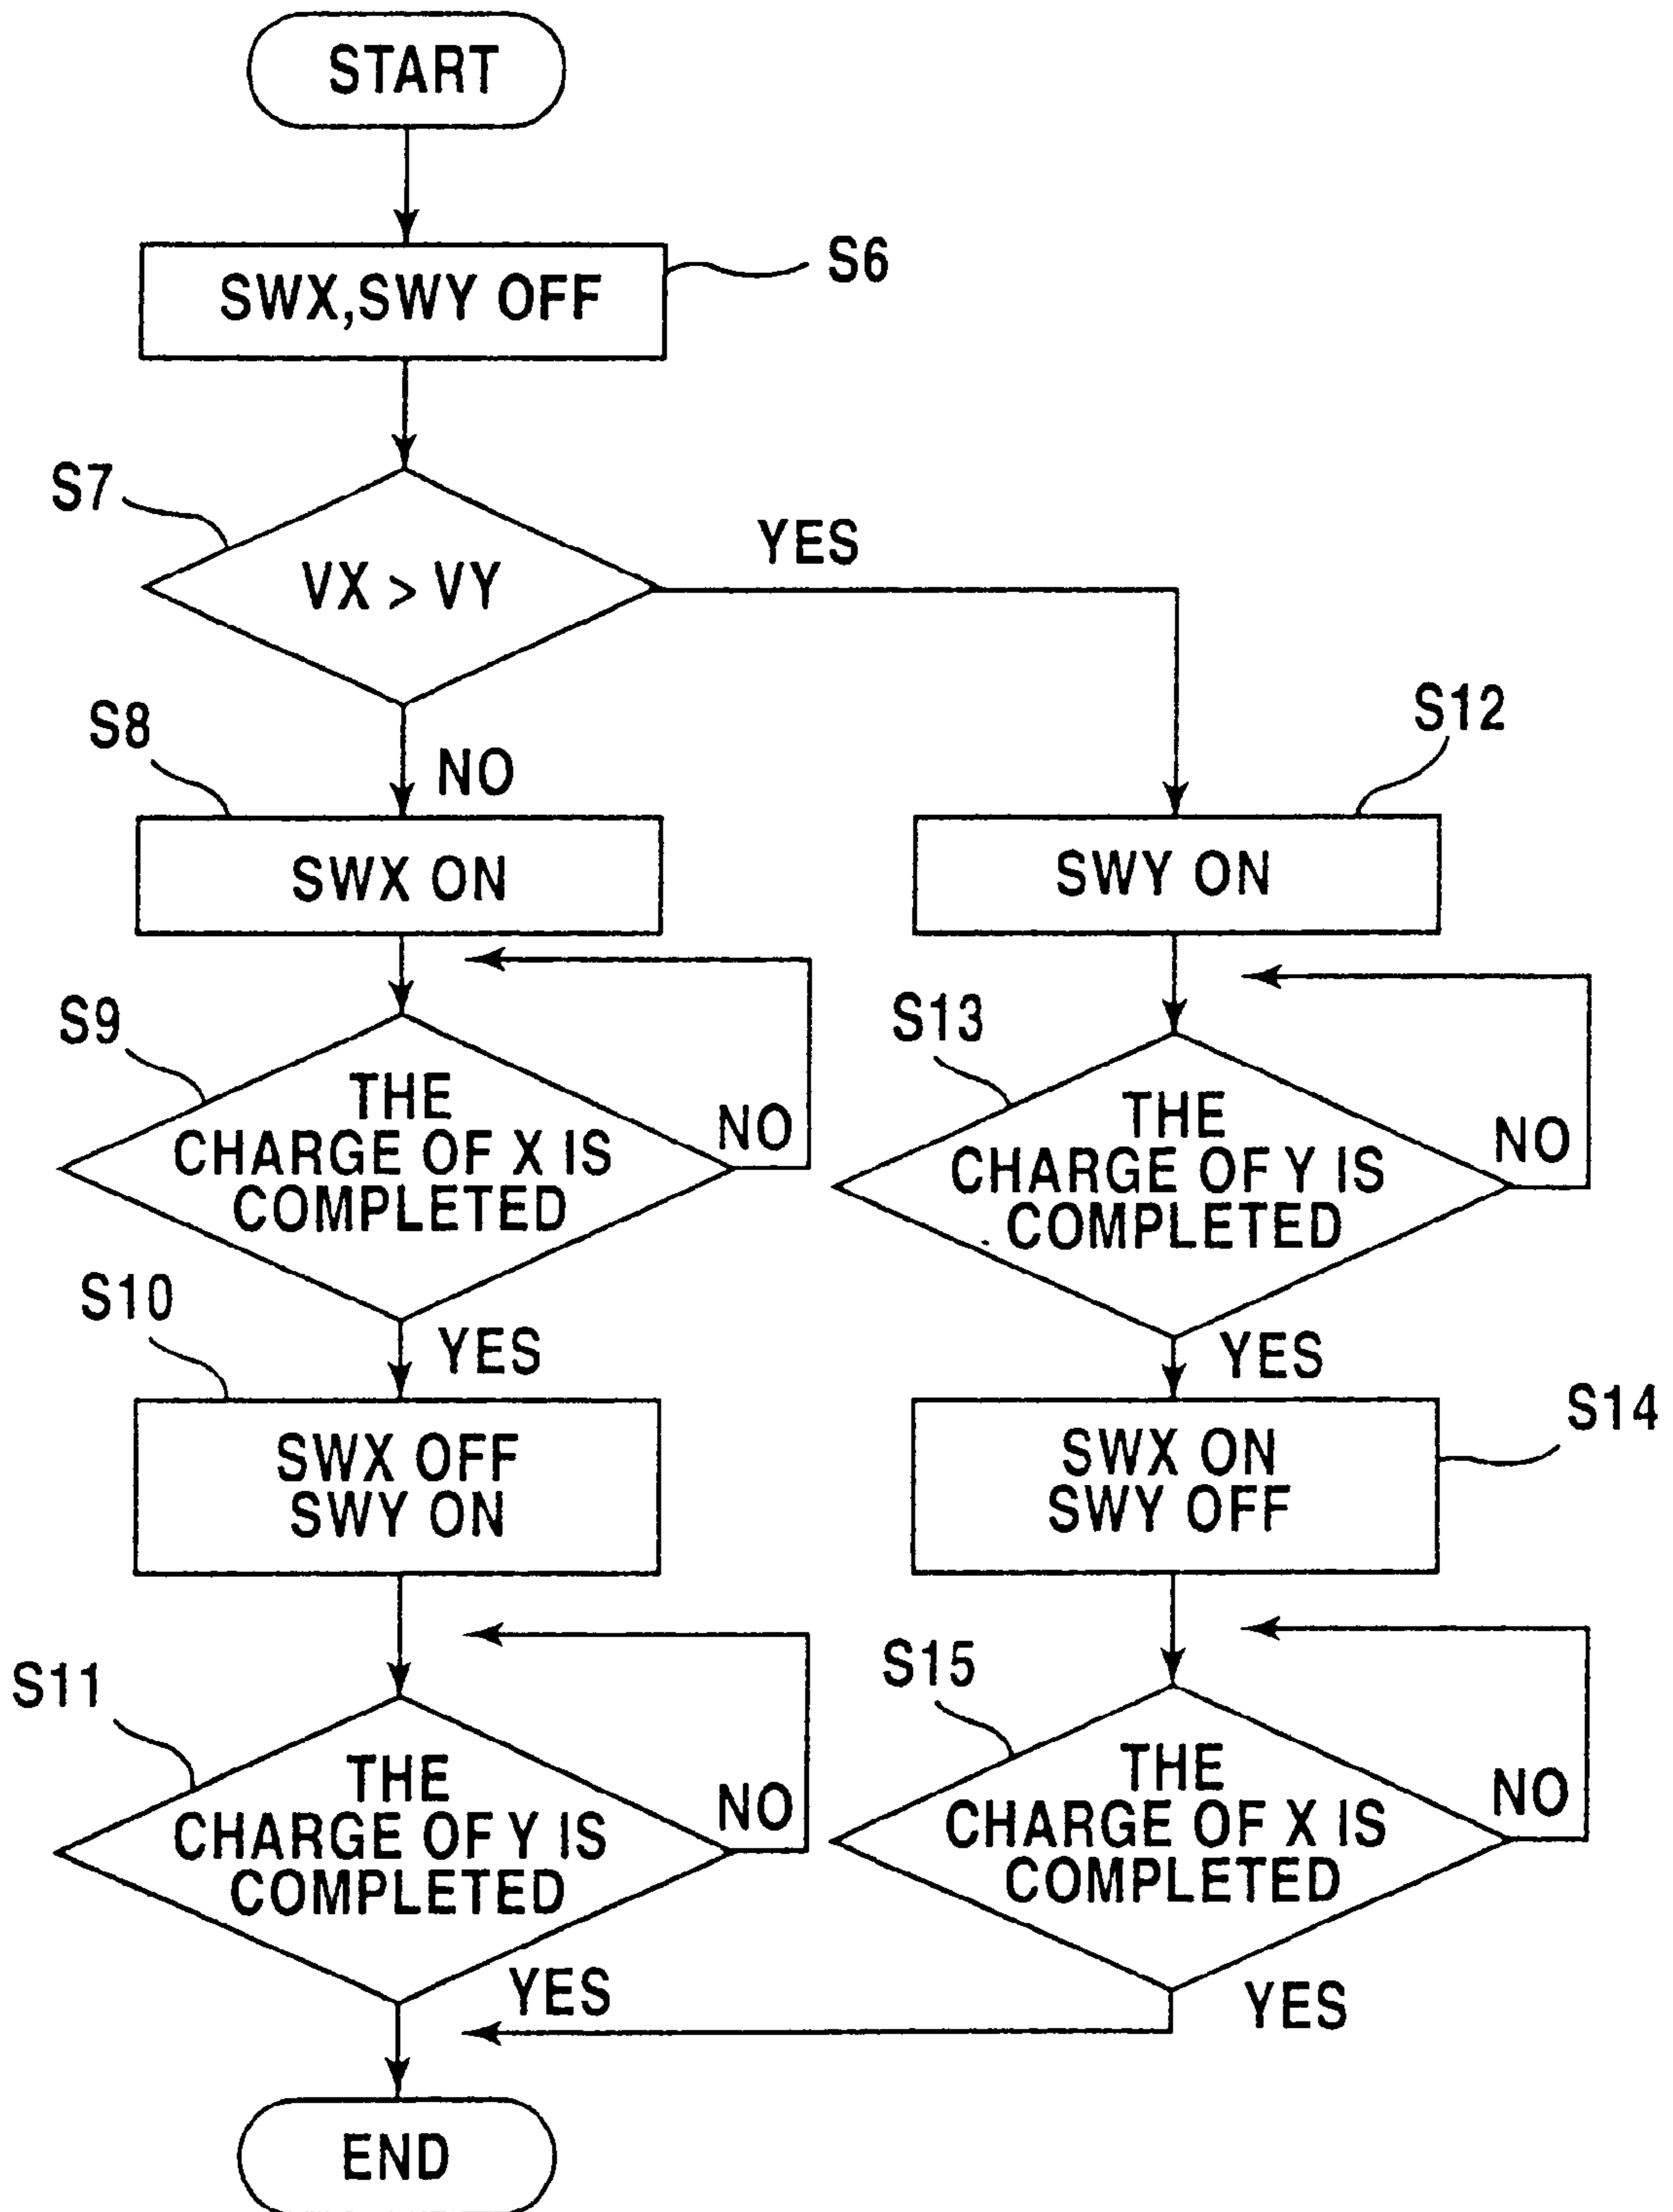 START
SWX,SWY OFF
S6
S7
VX > VY
YES
S8
NO
SWX ON
S12
SWY ON
S9
THE
CHARGE OF X IS
COMPLETED
NO
S13
THE
CHARGE OF Y IS
COMPLETED
NO
S10
YES
SWX OFF
SWY ON
YES
S14
SWX ON
SWY OFF
S11
THE
CHARGE OF Y IS
COMPLETED
NO
YES
S15
THE
CHARGE OF X IS
COMPLETED
NO
YES
END